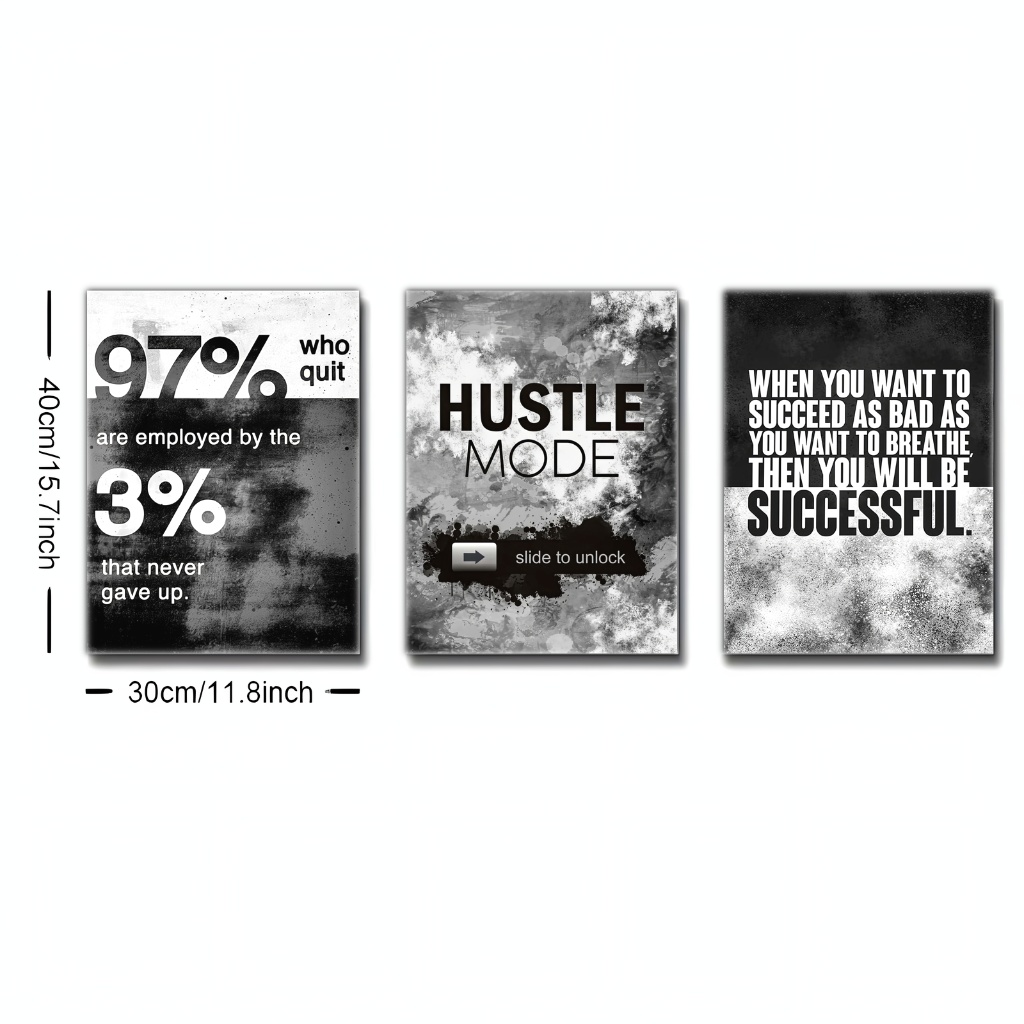 97% who
quit
are employed by the
3%
that never
gave up.
HUSTLE
MODE
slide to unlock
WHEN YOU WANT TO
SUCCEED AS BAD AS
YOU WANT TO BREATHE,
THEN YOU WILL BE
SUCCESSFUL.
40cm/15.7inch
30cm/11.8inch